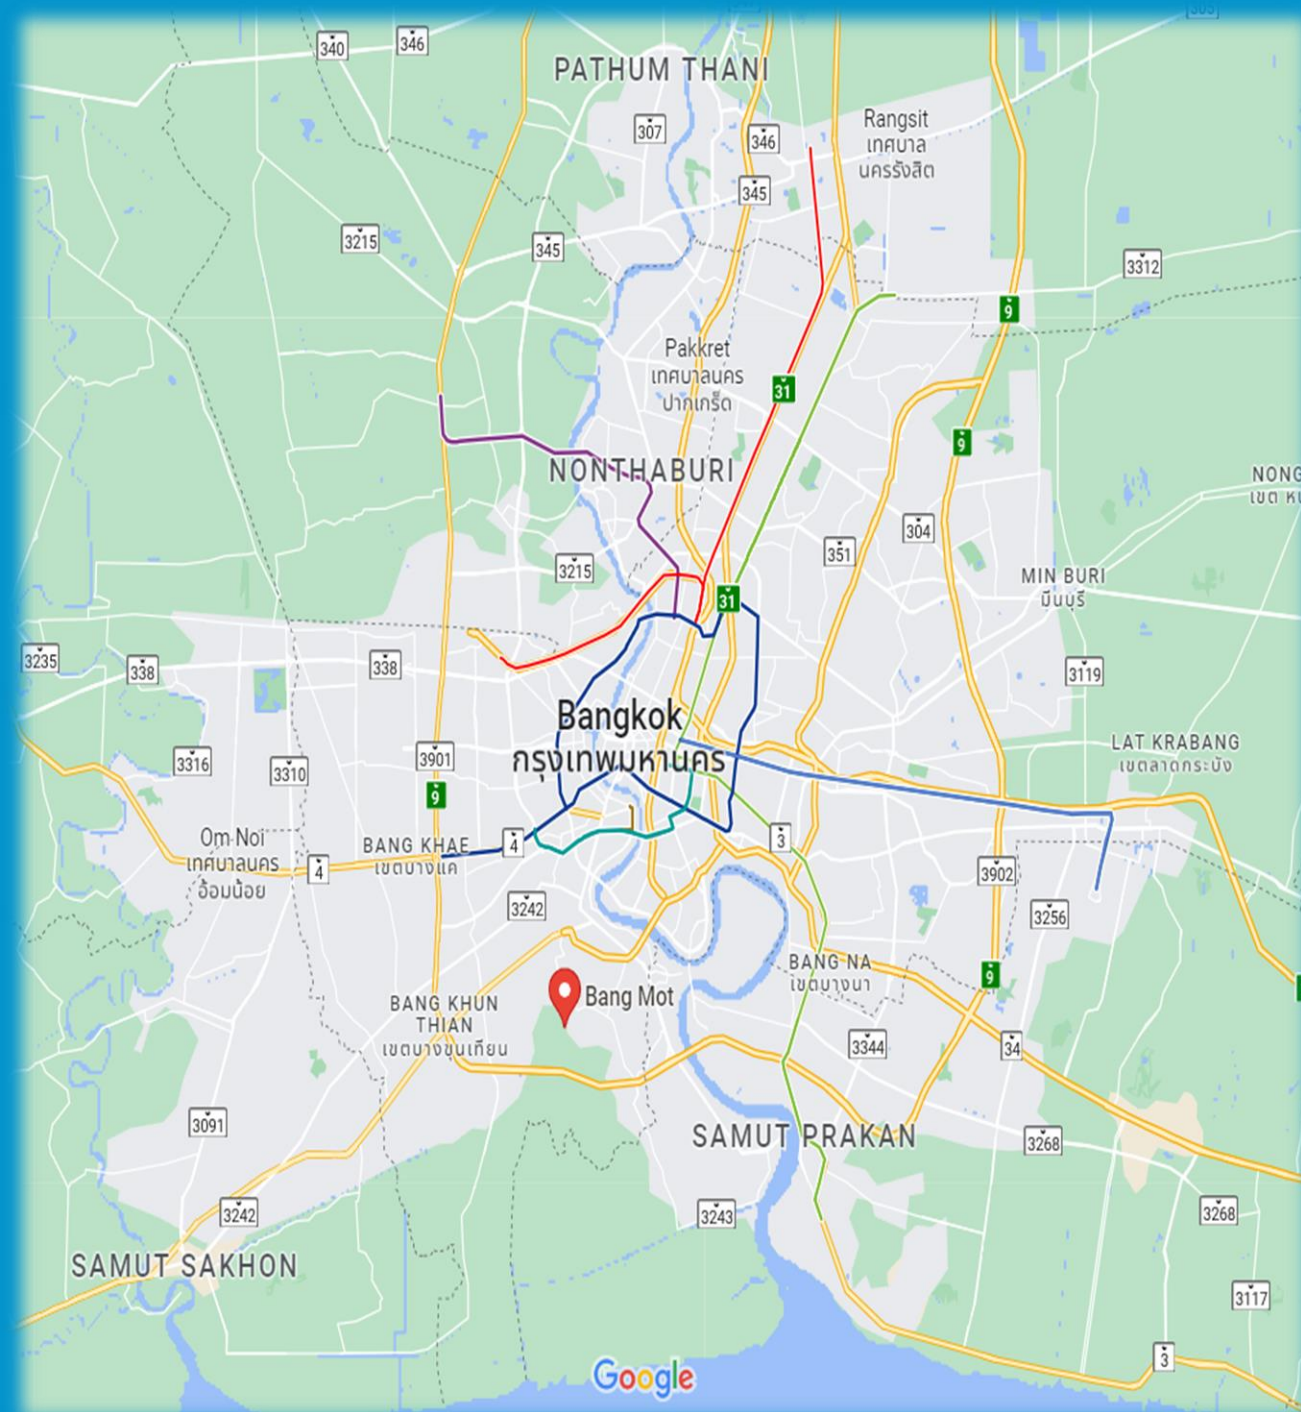 340
346
PATHUM THANI
307
346
Rangsit
เทศบาล
นครรังสิต
345
3215
345
3312
9
Pakkret
เทศบาลนคร
ปากเกร็ด
31
9
NONTHABURI
NONG
304
351
3215
MIN BURI
มีนบุรี
31
3235
338
338
3119
Bangkok
กรุงเทพมหานคร
3316
3310
3901
LAT KRABANG
เขตลาดกระบัง
9
Om Noi
เทศบาลนคร
อ้อมน้อย
BANG KHAE
เขตบางแค
4
4
3
3902
3242
3256
BANG NA
เขตบางนา
9
Bang Mot
BANG KHUN
THIAN
เขตบางขุนเทียน
3344
34
3091
SAMUT PRAKAN
3268
3242
3243
3268
SAMUT SAKHON
3117
3
Google